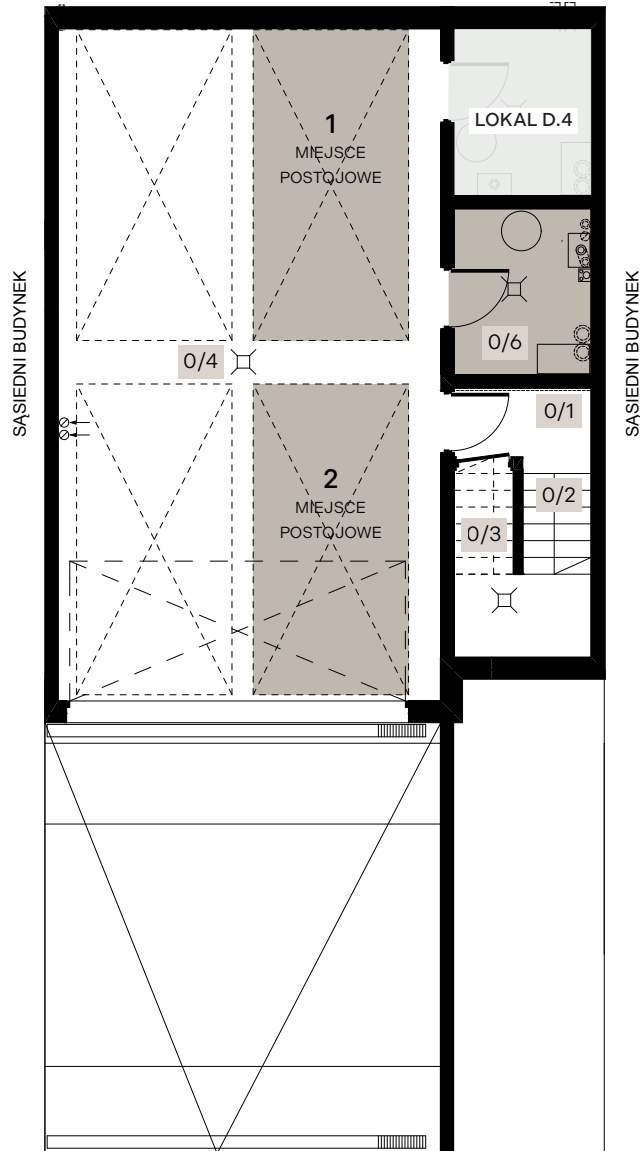 1
MIEJSCE
POSTOJOWE
LOKAL D.4
SĄSIEDNI BUDYNEK
SĄSIEDNI BUDYNEK
0/6
0/4
0/1
2
MIEJSCE
POSTOJOWE
0/2
0/3